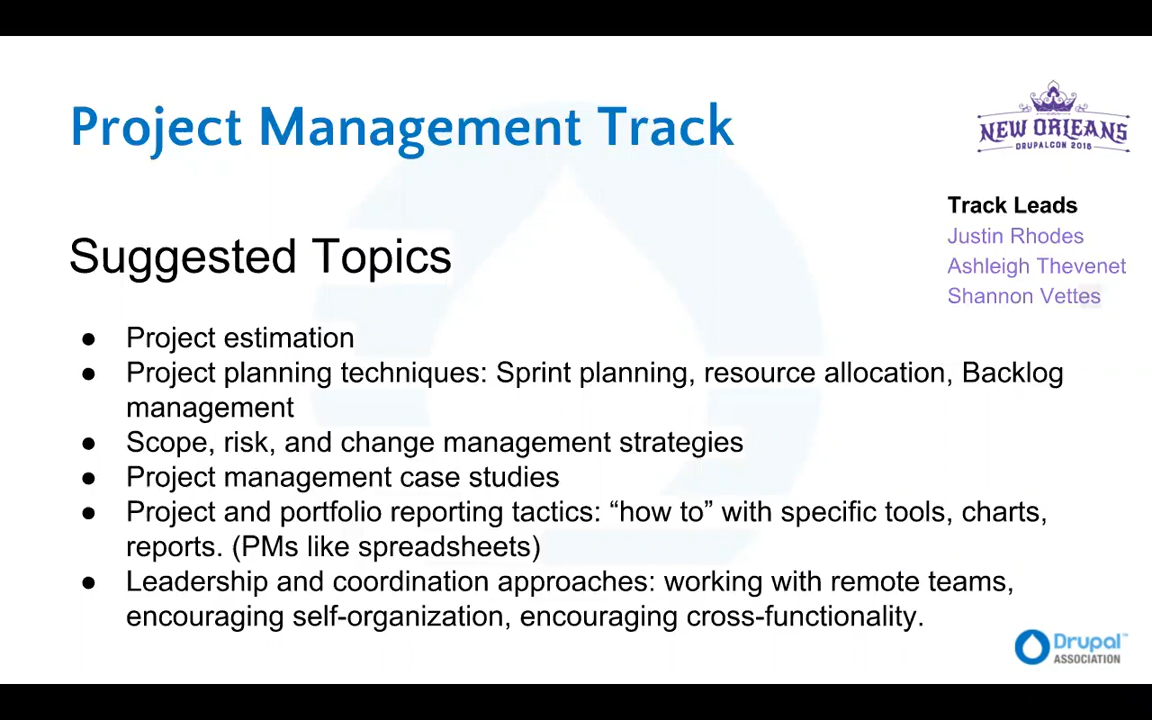 Project Management Track
NEW ORLEANS
DRUPALCON 2016
Track Leads
Justin Rhodes
Ashleigh Thevenet
Shannon Vettes
Suggested Topics
● Project estimation
● Project planning techniques: Sprint planning, resource allocation, Backlog
management
● Scope, risk, and change management strategies
● Project management case studies
● Project and portfolio reporting tactics: “how to” with specific tools, charts,
reports. (PMs like spreadsheets)
● Leadership and coordination approaches: working with remote teams,
encouraging self-organization, encouraging cross-functionality.
Drupal™
ASSOCIATION